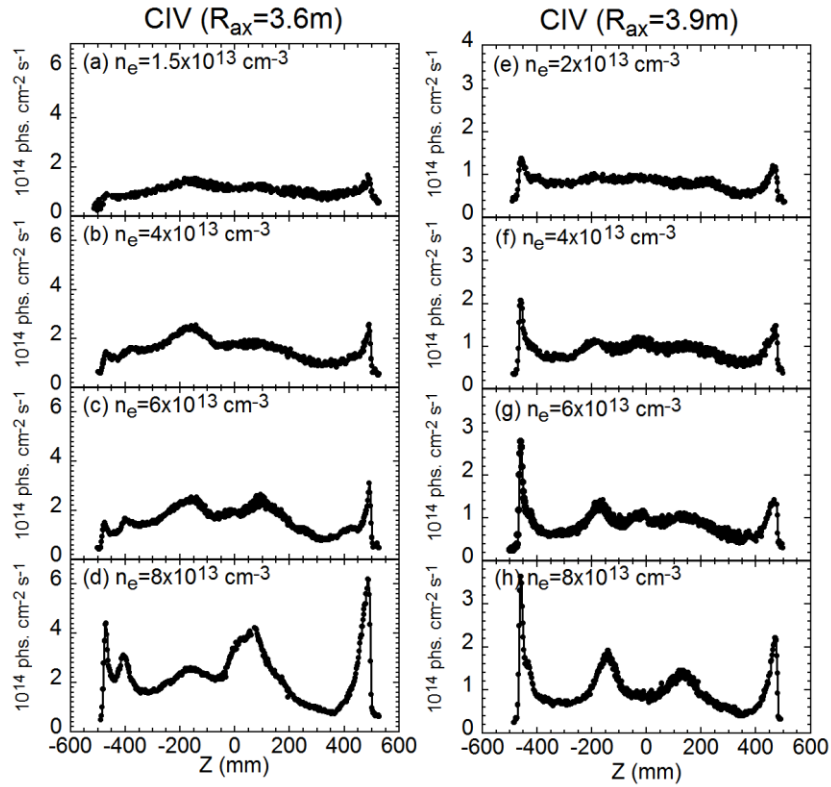 CIV (Rax=3.6m)
CIV (Rax=3.9m)
(a) ne=1.5x10^13 cm^-3
10^14 phs. cm^-2 s^-1
6
4
2
0
(b) ne=4x10^13 cm^-3
10^14 phs. cm^-2 s^-1
6
4
2
0
(c) ne=6x10^13 cm^-3
10^14 phs. cm^-2 s^-1
6
4
2
0
(d) ne=8x10^13 cm^-3
10^14 phs. cm^-2 s^-1
6
4
2
0
-600 -400 -200 0 200 400 600
Z (mm)
(e) ne=2x10^13 cm^-3
10^14 phs. cm^-2 s^-1
4
3
2
1
0
(f) ne=4x10^13 cm^-3
10^14 phs. cm^-2 s^-1
3
2
1
0
(g) ne=6x10^13 cm^-3
10^14 phs. cm^-2 s^-1
3
2
1
0
(h) ne=8x10^13 cm^-3
10^14 phs. cm^-2 s^-1
3
2
1
0
-600 -400 -200 0 200 400 600
Z (mm)